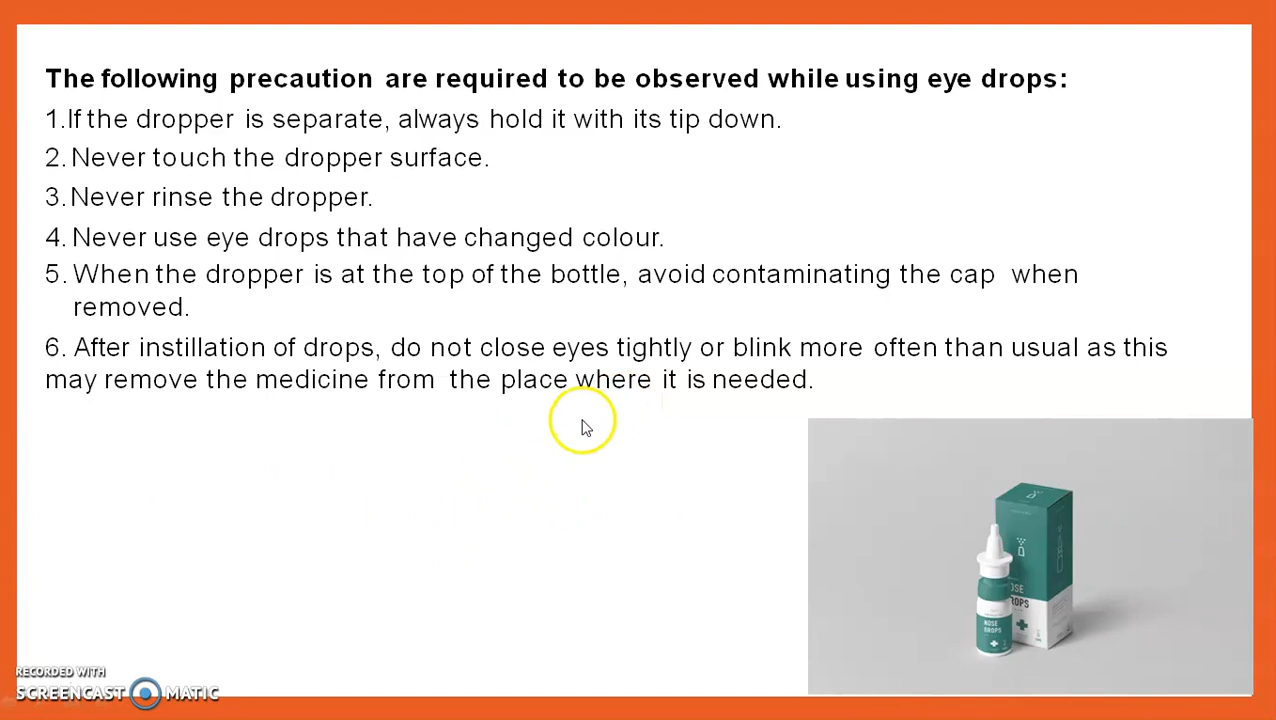 The following precaution are required to be observed while using eye drops:
1.If the dropper is separate, always hold it with its tip down.
2. Never touch the dropper surface.
3. Never rinse the dropper.
4. Never use eye drops that have changed colour.
5. When the dropper is at the top of the bottle, avoid contaminating the cap when
removed.
6. After instillation of drops, do not close eyes tightly or blink more often than usual as this
may remove the medicine from the place where it is needed.
NOSE
DROPS
RECORDED WITH
SCREENCAST MATIC